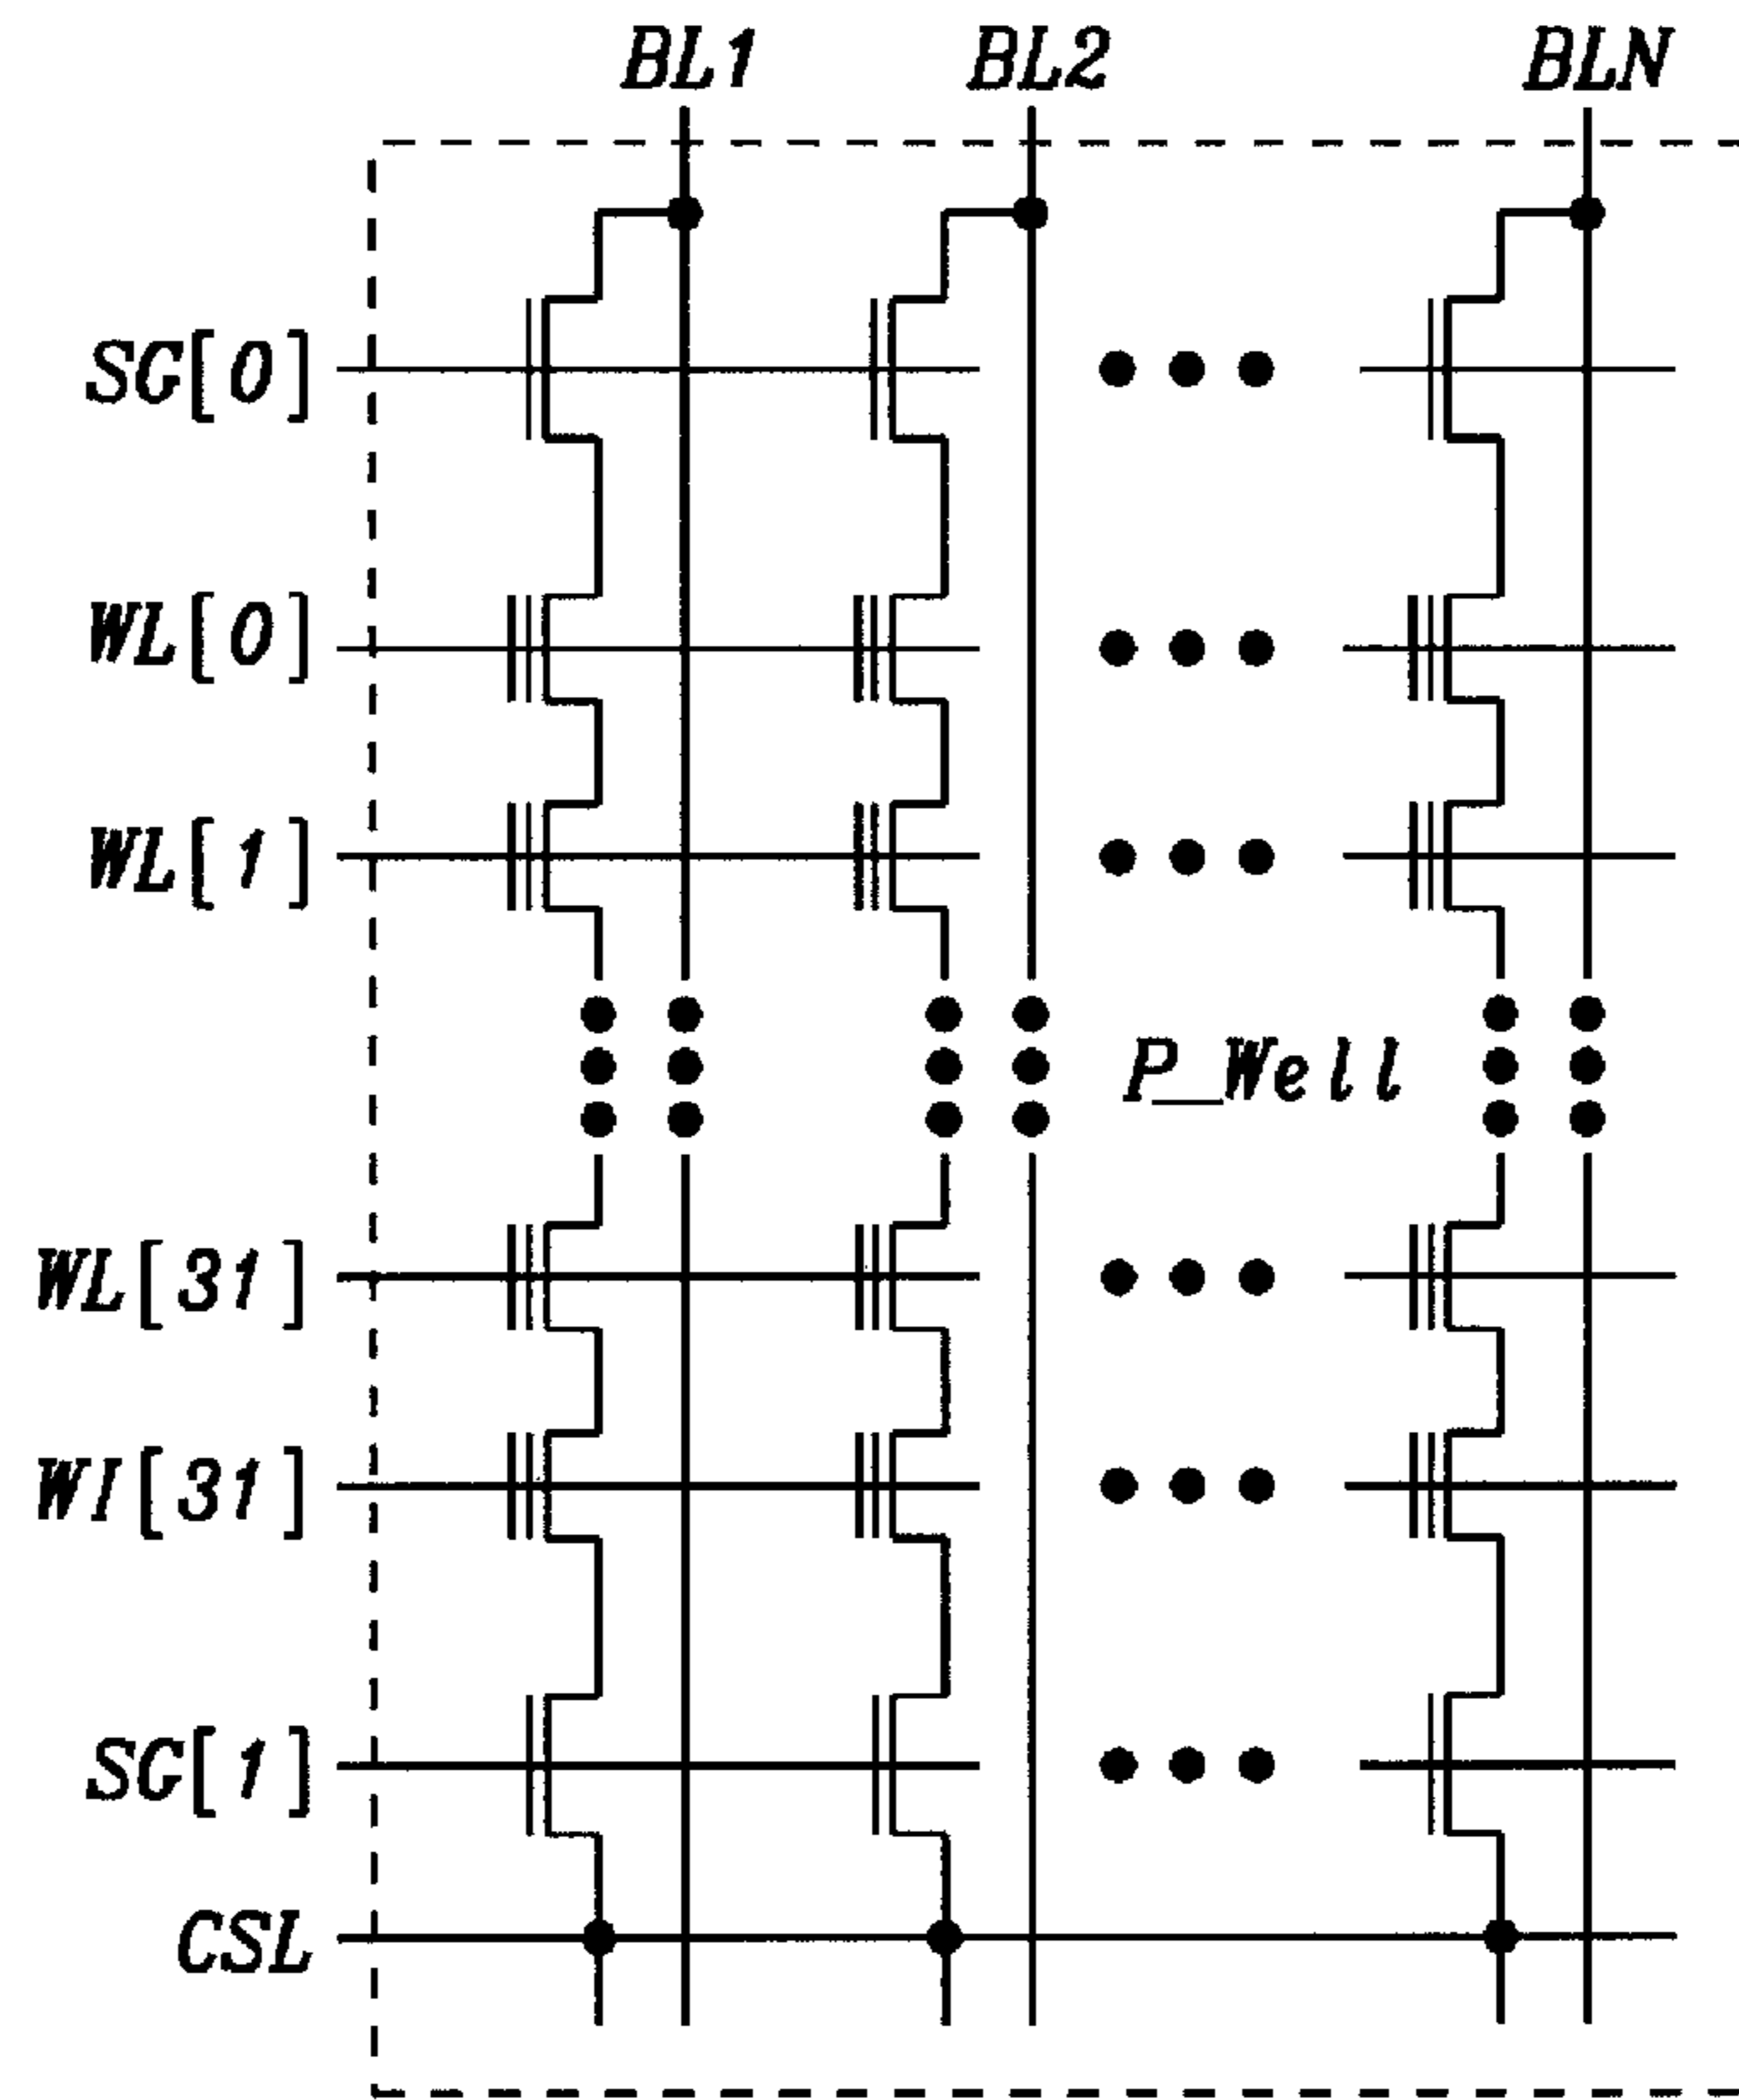 BL1 BL2 BLN
SG[0]
WL[0]
WL[1]
P_Well
WL[31]
WI[31]
SG[1]
CSL